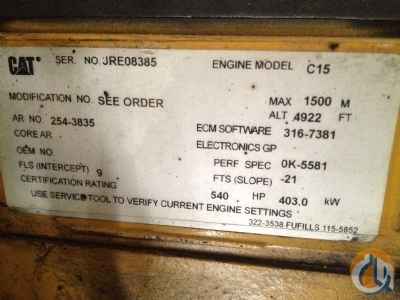 CAT SER. NO. JRE08385 ENGINE MODEL C15
MODIFICATION NO. SEE ORDER MAX 1500 M
ALT 4922 FT
AR NO. 254-3835 ECM SOFTWARE 316-7381
CORE AR ELECTRONICS GP
OEM NO PERF SPEC 0K-5581
FLS (INTERCEPT) 9 FTS (SLOPE) -21
CERTIFICATION RATING 540 HP 403.0 kW
USE SERVICE TOOL TO VERIFY CURRENT ENGINE SETTINGS
322-3538 FUFILLS 115-5852